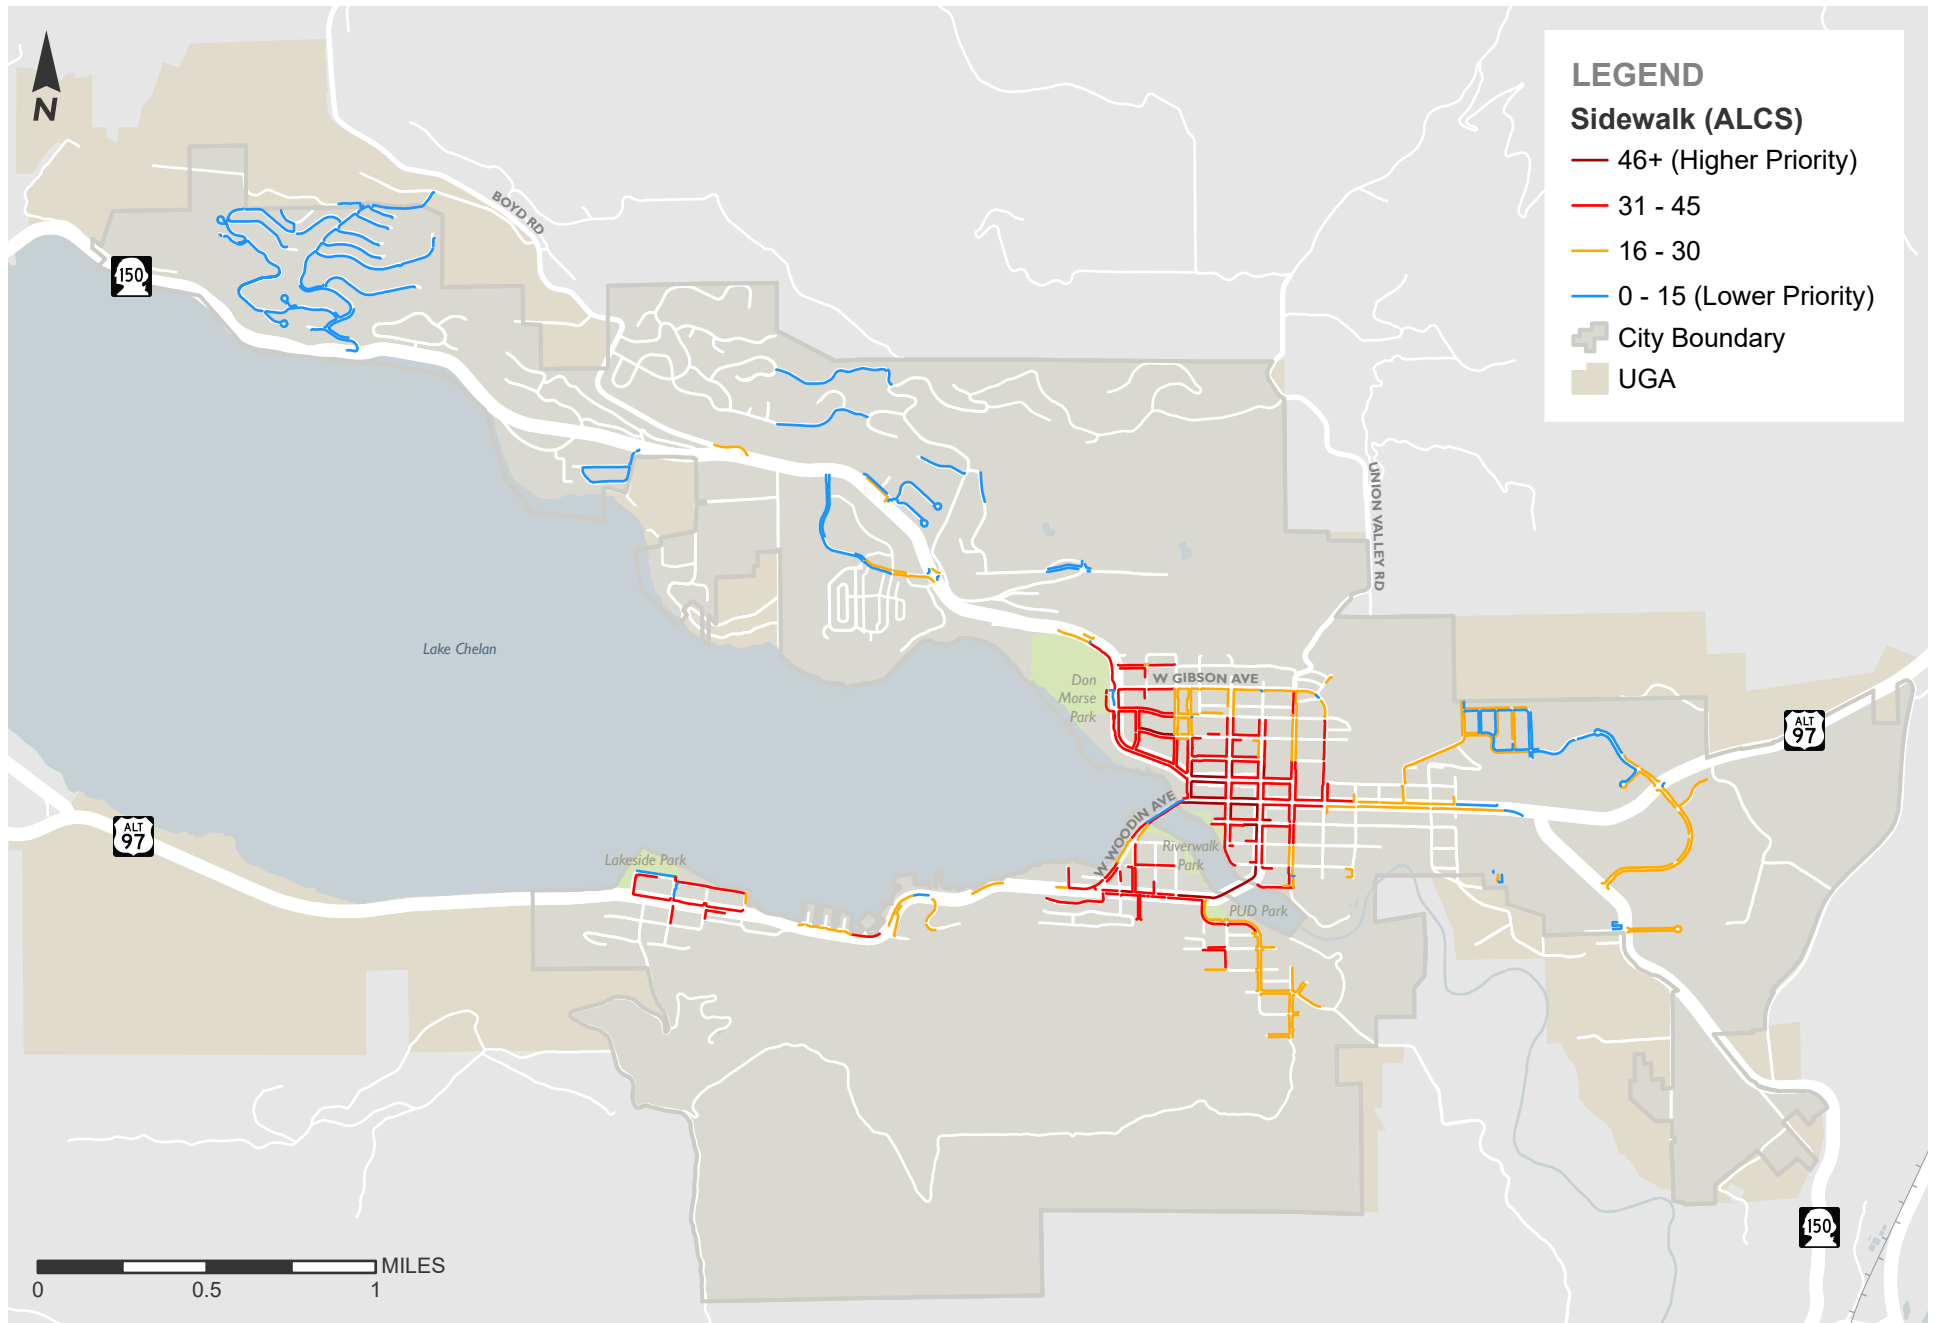 N
LEGEND
Sidewalk (ALCS)
46+ (Higher Priority)
31 - 45
16 - 30
0 - 15 (Lower Priority)
City Boundary
UGA
BOYD RD
150
UNION VALLEY RD
Lake Chelan
Don
Morse
Park
W GIBSON AVE
ALT
97
W WOODIN AVE
ALT
97
Riverwalk
Park
Lakeside Park
PUD Park
150
MILES
0
0.5
1